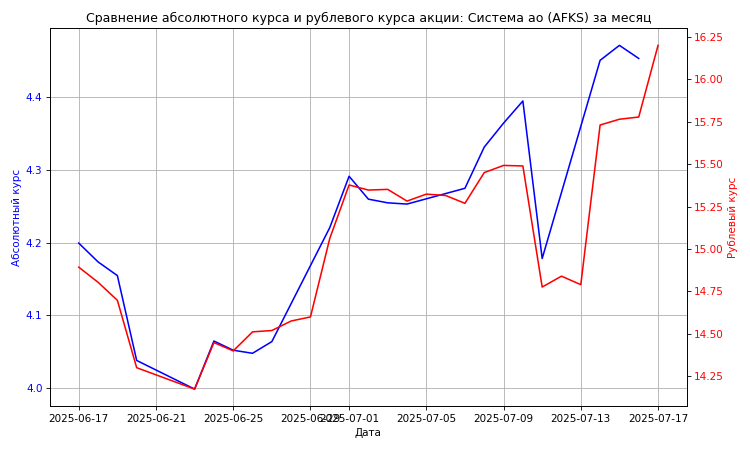 Сравнение абсолютного курса и рублевого курса акции: Система ао (AFKS) за месяц
Абсолютный курс
4.4
4.3
4.2
4.1
4.0
16.25
16.00
15.75
15.50
15.25
15.00
14.75
14.50
14.25
Рублевый курс
2025-06-17 2025-06-21 2025-06-25 2025-06-29 2025-07-01 2025-07-05 2025-07-09 2025-07-13 2025-07-17
Дата